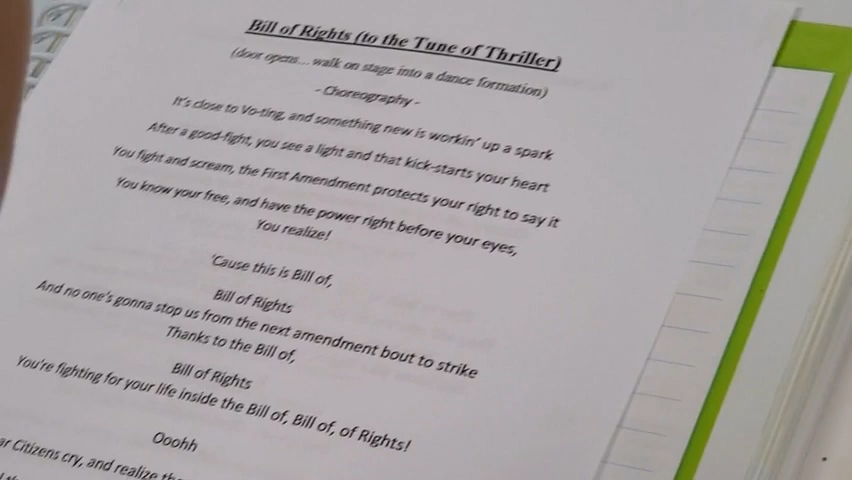 Bill of Rights (to the Tune of Thriller)
(door opens... walk on stage into a dance formation)
- Choreography -
It's close to Vo-ting, and something new is workin' up a spark
After a good-fight, you see a light and that kick-starts your heart
You fight and scream, the First Amendment protects your right to say it
You know your free, and have the power right before your eyes,
You realize!
'Cause this is Bill of,
Bill of Rights
And no one's gonna stop us from the next amendment bout to strike
Thanks to the Bill of,
Bill of Rights
You're fighting for your life inside the Bill of, Bill of, of Rights!
Ooohh
Citizens cry, and realize